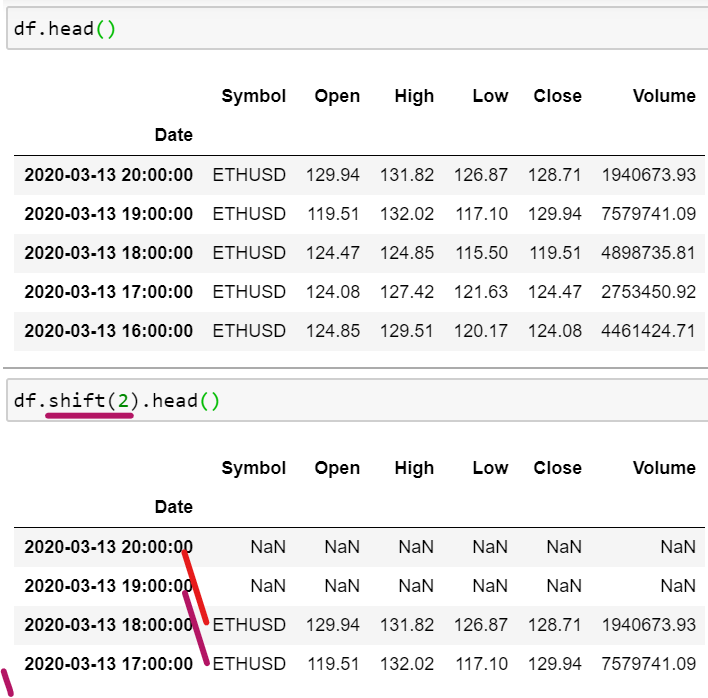 df.head()
Symbol Open High Low Close Volume
Date
2020-03-13 20:00:00 ETHUSD 129.94 131.82 126.87 128.71 1940673.93
2020-03-13 19:00:00 ETHUSD 119.51 132.02 117.10 129.94 7579741.09
2020-03-13 18:00:00 ETHUSD 124.47 124.85 115.50 119.51 4898735.81
2020-03-13 17:00:00 ETHUSD 124.08 127.42 121.63 124.47 2753450.92
2020-03-13 16:00:00 ETHUSD 124.85 129.51 120.17 124.08 4461424.71
df.shift(2).head()
Symbol Open High Low Close Volume
Date
2020-03-13 20:00:00 NaN NaN NaN NaN NaN NaN
2020-03-13 19:00:00 NaN NaN NaN NaN NaN NaN
2020-03-13 18:00:00 ETHUSD 129.94 131.82 126.87 128.71 1940673.93
2020-03-13 17:00:00 ETHUSD 119.51 132.02 117.10 129.94 7579741.09